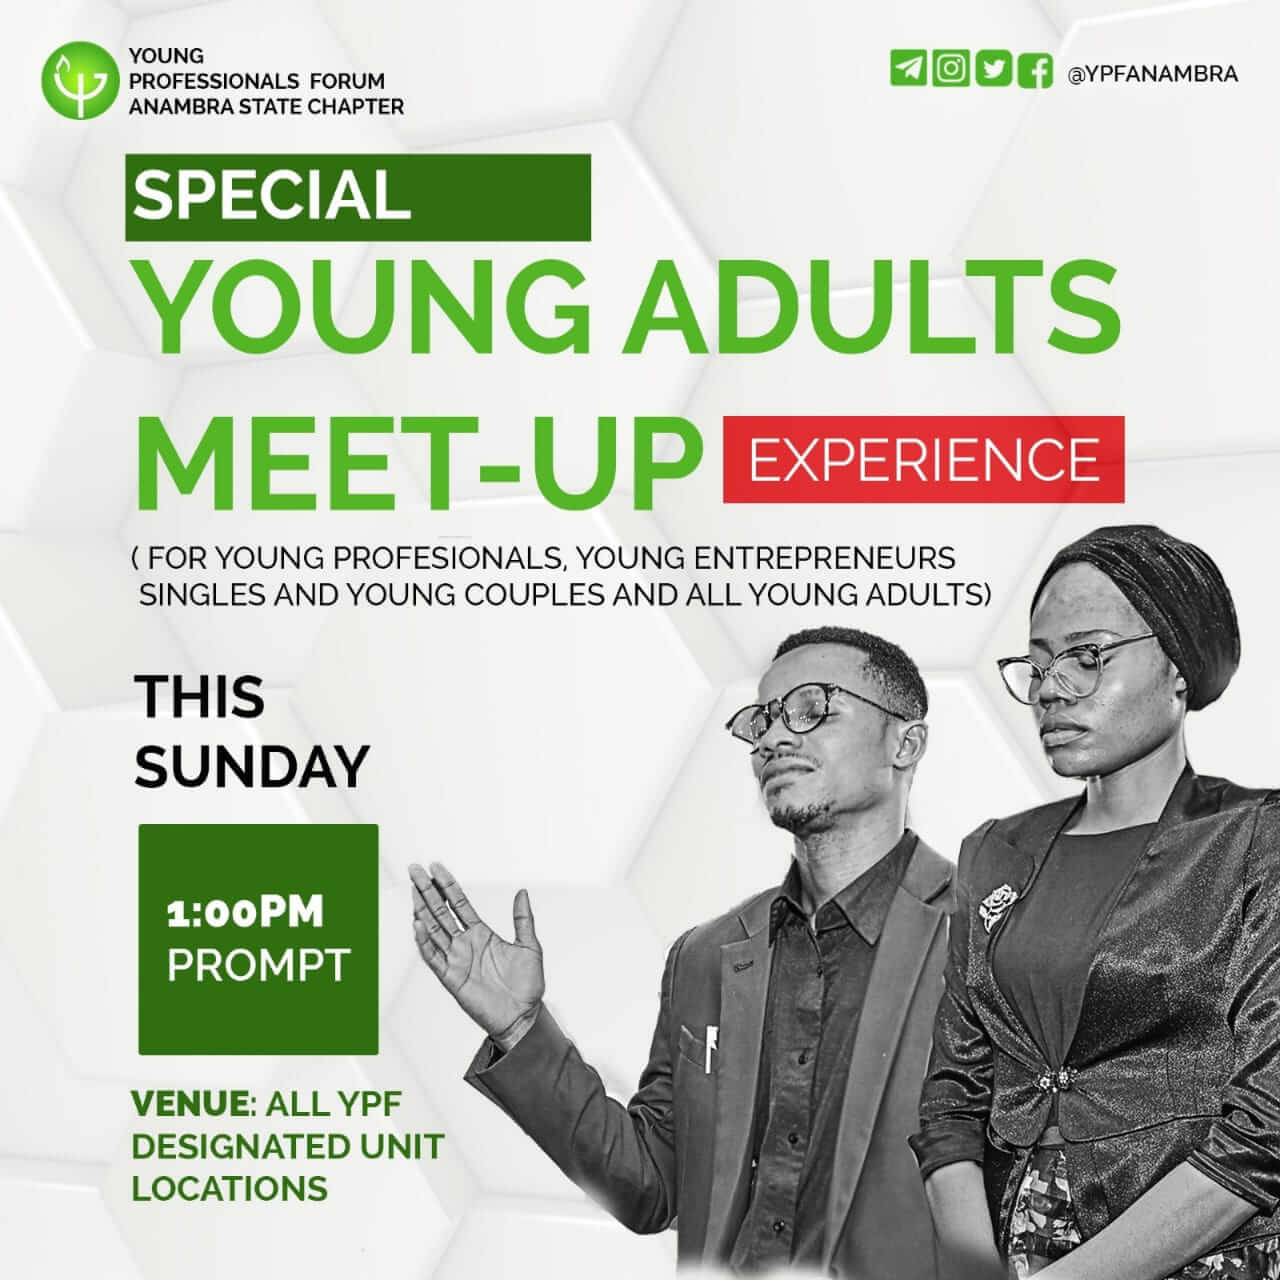 YOUNG
PROFESSIONALS FORUM
ANAMBRA STATE CHAPTER
@YPFANAMBRA
SPECIAL
YOUNG ADULTS
MEET-UP EXPERIENCE
( FOR YOUNG PROFESIONALS, YOUNG ENTREPRENEURS
SINGLES AND YOUNG COUPLES AND ALL YOUNG ADULTS)
THIS
SUNDAY
1:00PM
PROMPT
VENUE: ALL YPF
DESIGNATED UNIT
LOCATIONS